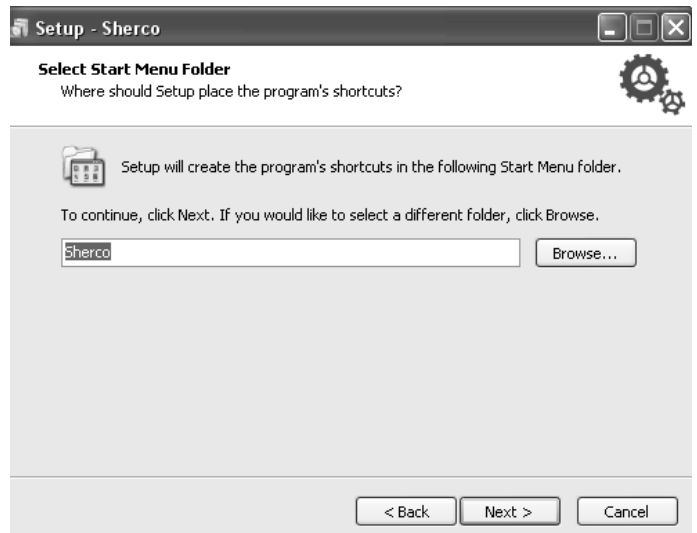 Setup - Sherco
Select Start Menu Folder
Where should Setup place the program's shortcuts?
Setup will create the program's shortcuts in the following Start Menu folder.
To continue, click Next. If you would like to select a different folder, click Browse.
Sherco
Browse...
< Back
Next >
Cancel